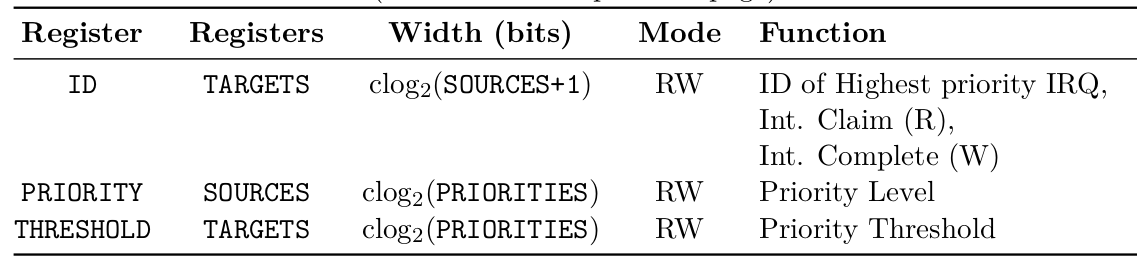 Register Registers Width (bits) Mode Function
ID TARGETS clog₂(SOURCES+1) RW ID of Highest priority IRQ,
Int. Claim (R),
Int. Complete (W)
PRIORITY SOURCES clog₂(PRIORITIES) RW Priority Level
THRESHOLD TARGETS clog₂(PRIORITIES) RW Priority Threshold